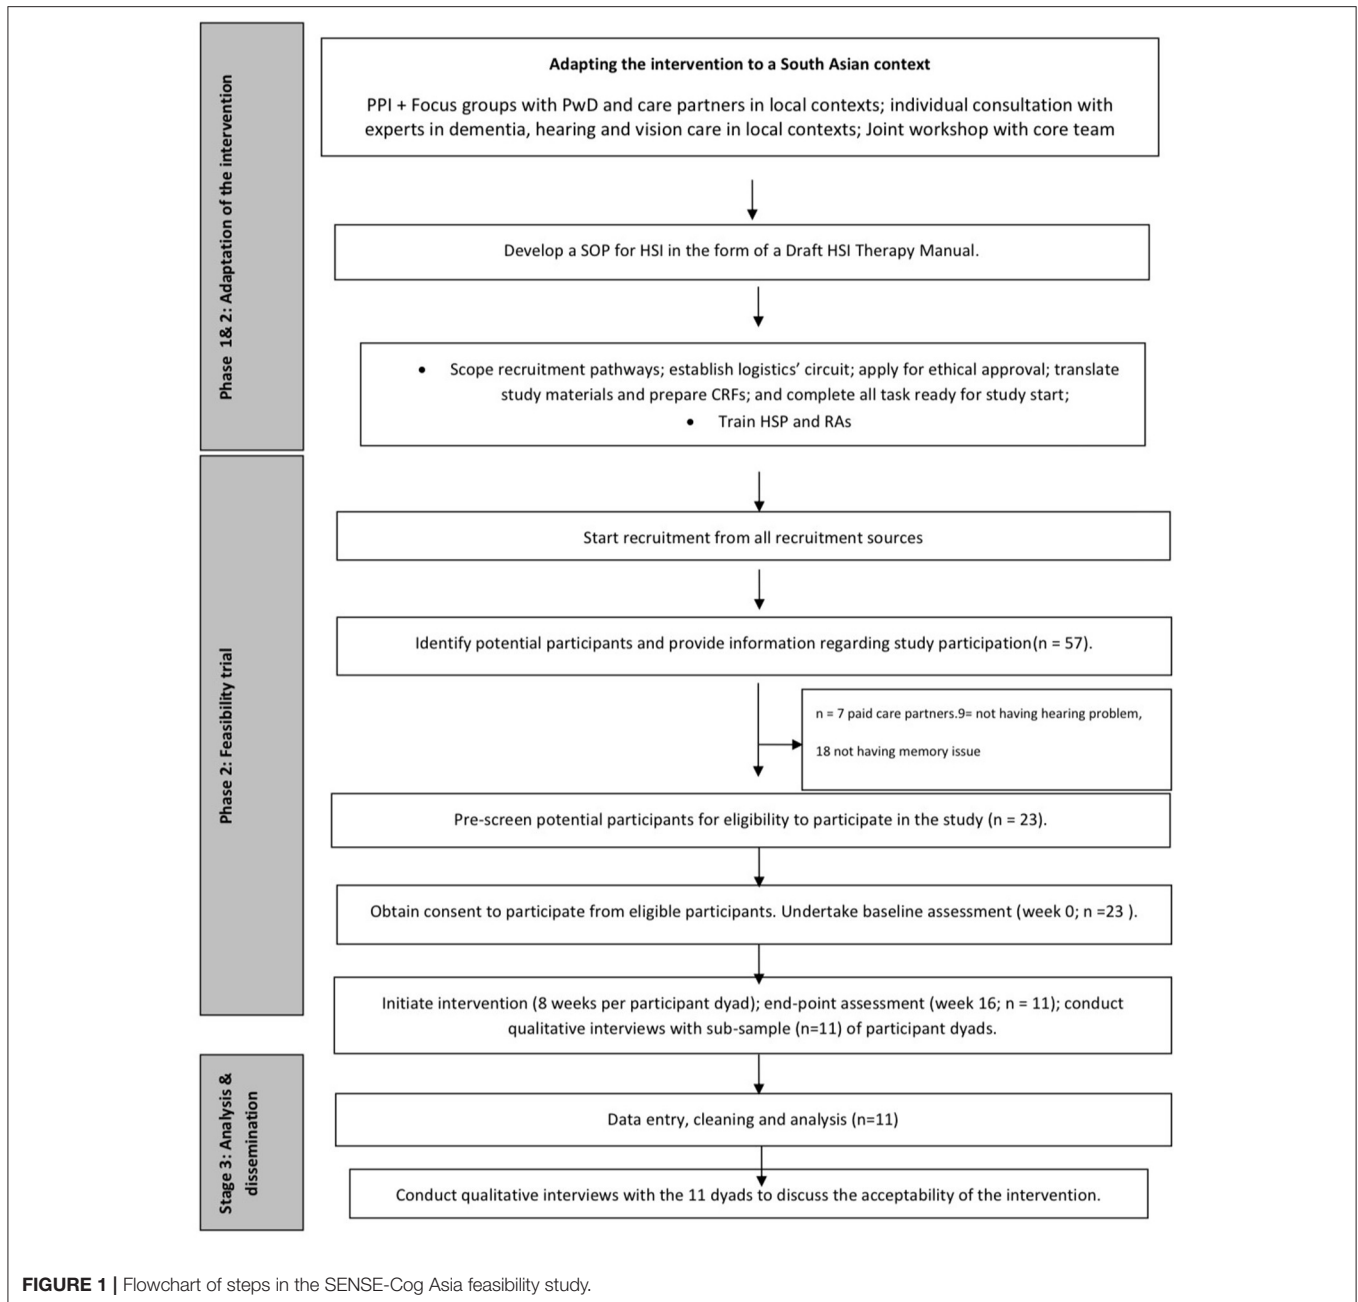 Phase 1& 2: Adaptation of the intervention
Adapting the intervention to a South Asian context
PPI + Focus groups with PwD and care partners in local contexts; individual consultation with
experts in dementia, hearing and vision care in local contexts; Joint workshop with core team
Develop a SOP for HSI in the form of a Draft HSI Therapy Manual.
• Scope recruitment pathways; establish logistics’ circuit; apply for ethical approval; translate
study materials and prepare CRFs; and complete all task ready for study start;
• Train HSP and RAs
Phase 2: Feasibility trial
Start recruitment from all recruitment sources
Identify potential participants and provide information regarding study participation(n = 57).
n = 7 paid care partners.9= not having hearing problem,
18 not having memory issue
Pre-screen potential participants for eligibility to participate in the study (n = 23).
Obtain consent to participate from eligible participants. Undertake baseline assessment (week 0; n =23 ).
Initiate intervention (8 weeks per participant dyad); end-point assessment (week 16; n = 11); conduct
qualitative interviews with sub-sample (n=11) of participant dyads.
Stage 3: Analysis &
dissemination
Data entry, cleaning and analysis (n=11)
Conduct qualitative interviews with the 11 dyads to discuss the acceptability of the intervention.
FIGURE 1 | Flowchart of steps in the SENSE-Cog Asia feasibility study.